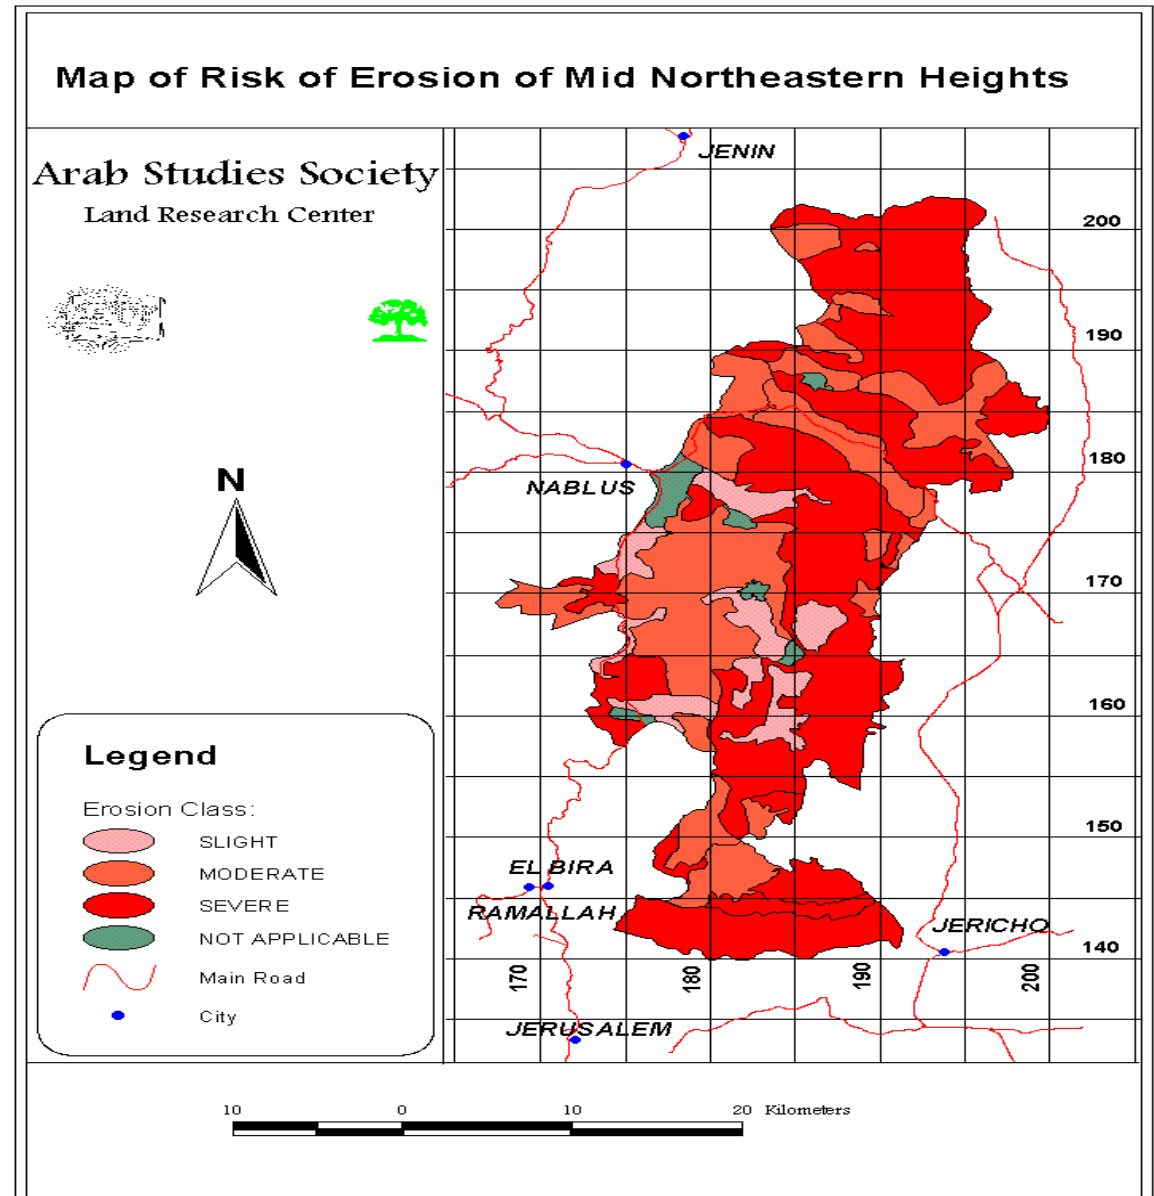 Map of Risk of Erosion of Mid Northeastern Heights
Arab Studies Society
Land Research Center
N
JENIN
200
190
180
NABLUS
170
160
150
EL BIRA
RAMALLAH
JERICHO
140
170
180
190
200
JERUSALEM
Legend
Erosion Class:
SLIGHT
MODERATE
SEVERE
NOT APPLICABLE
Main Road
City
10 0 10 20 Kilometers